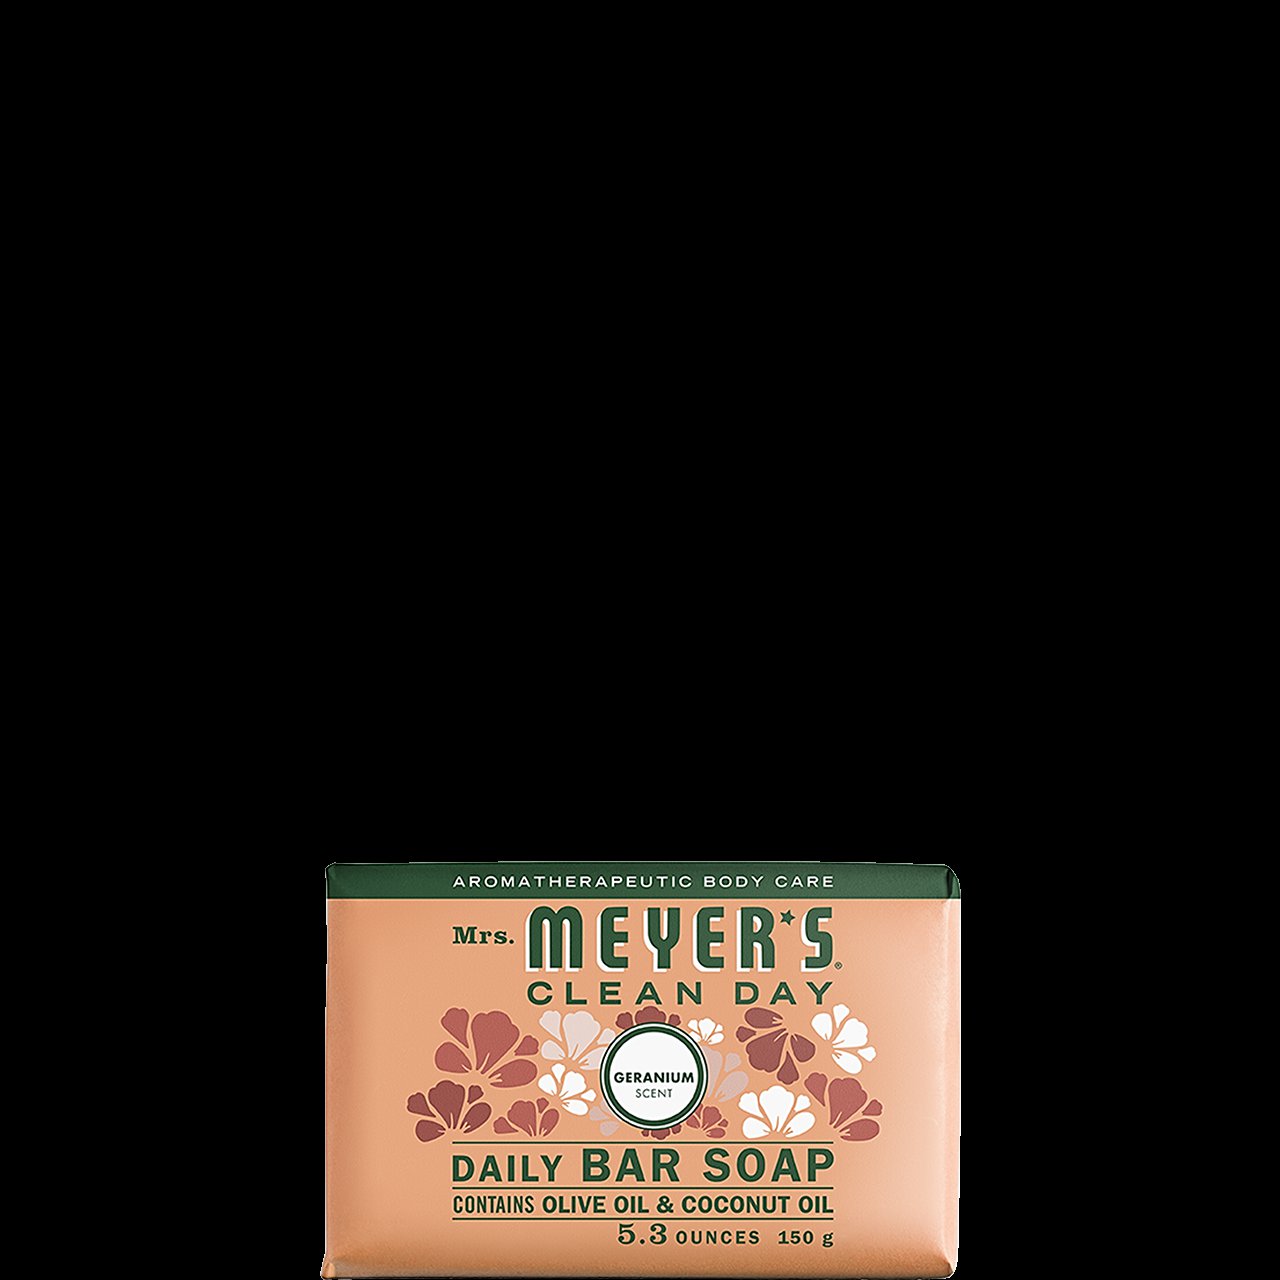 AROMATHERAPEUTIC BODY CARE
Mrs. MEYER'S®
CLEAN DAY
GERANIUM
SCENT
DAILY BAR SOAP
CONTAINS OLIVE OIL & COCONUT OIL
5.3 OUNCES 150 g